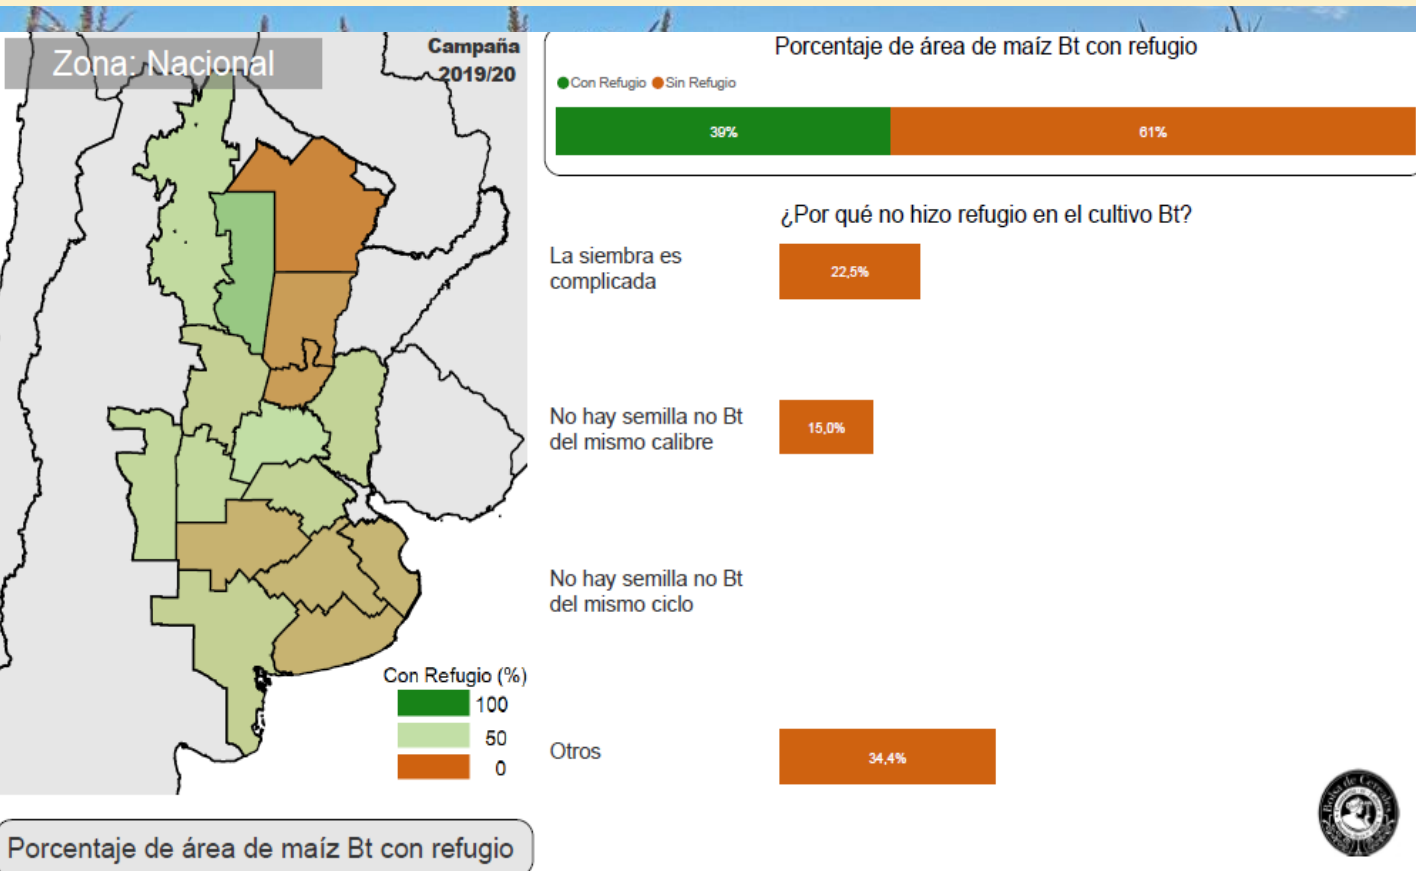 Zona: Nacional
Campaña
2019/20
Con Refugio (%)
100
50
0
Porcentaje de área de maíz Bt con refugio
Porcentaje de área de maíz Bt con refugio
Con Refugio Sin Refugio
39% 61%
¿Por qué no hizo refugio en el cultivo Bt?
La siembra es
complicada
22,5%
No hay semilla no Bt
del mismo calibre
15,0%
No hay semilla no Bt
del mismo ciclo
Otros
34,4%
Bolsa de Cereales